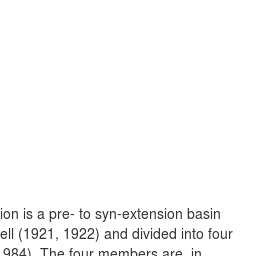 ion is a pre- to syn-extension basin
ell (1921, 1922) and divided into four
1984). The four members are, in